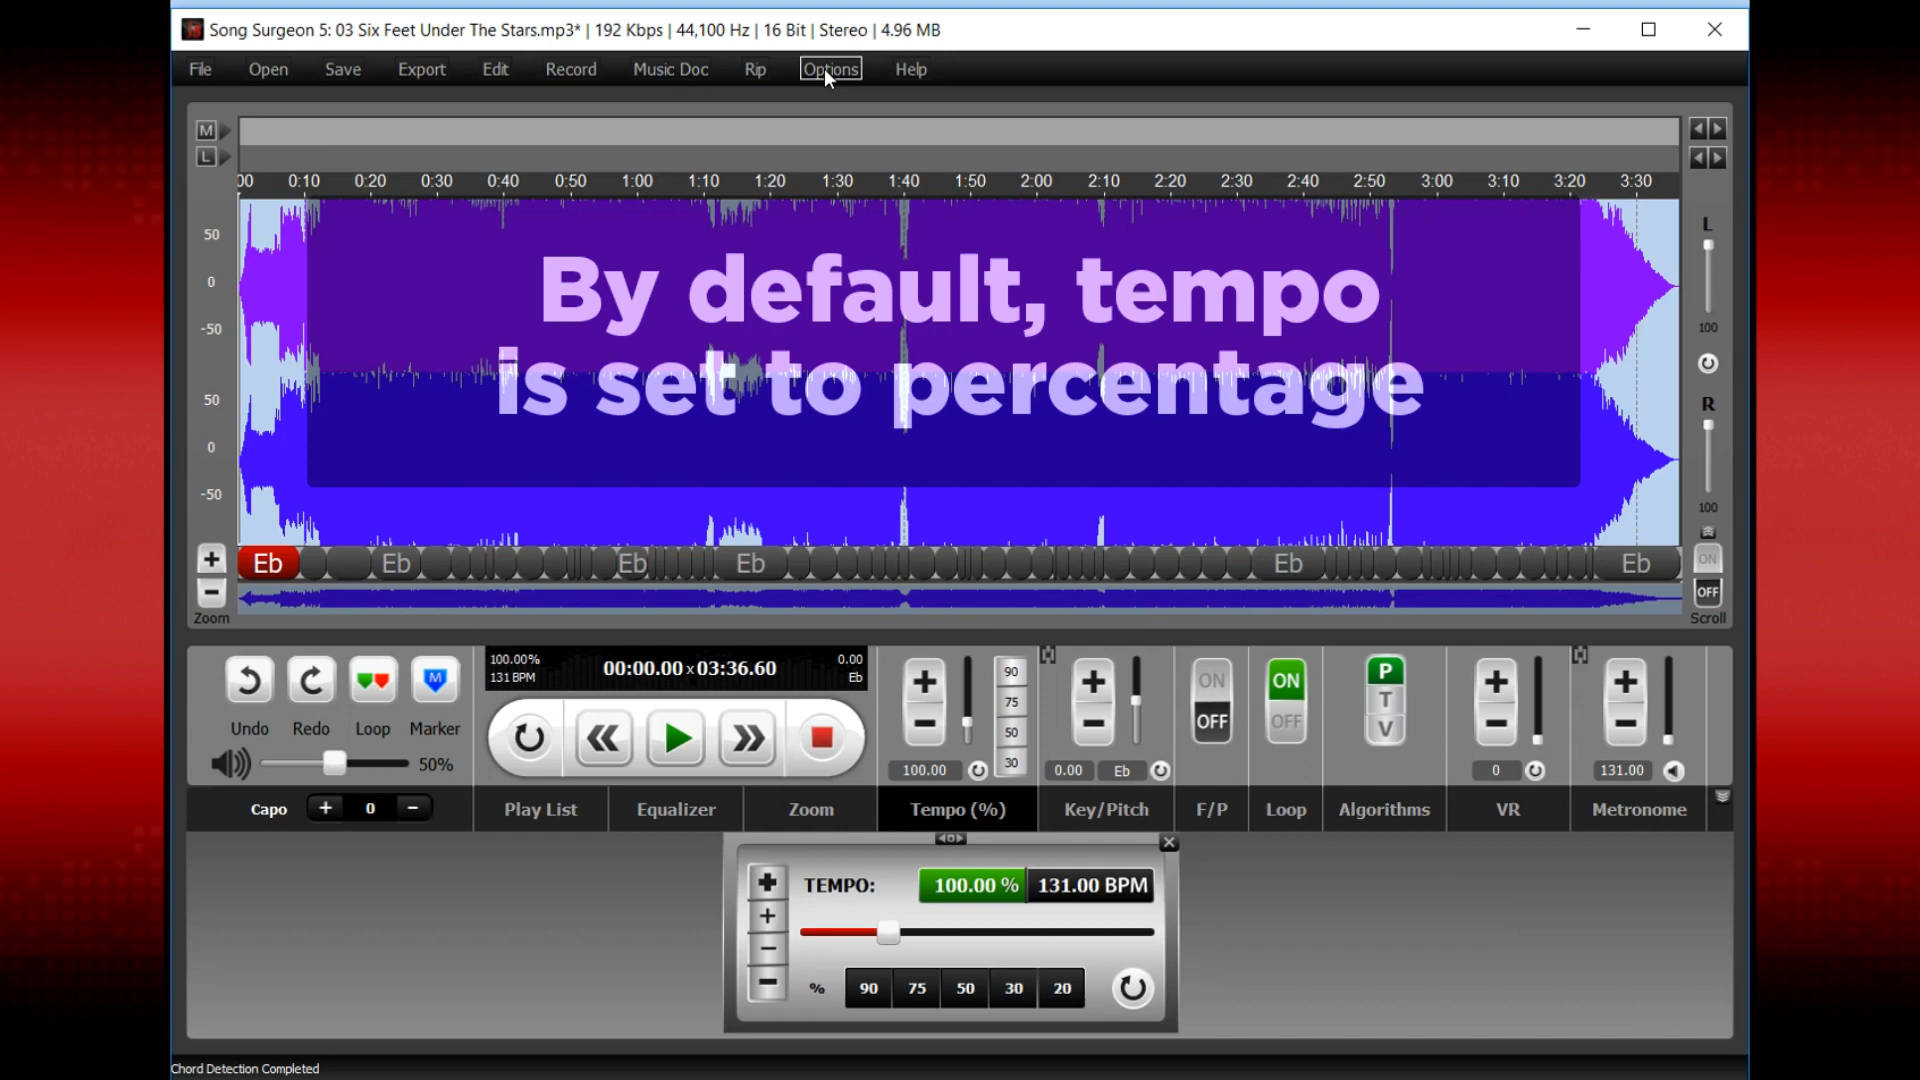 Song Surgeon 5: 03 Six Feet Under The Stars.mp3* | 192 Kbps | 44,100 Hz | 16 Bit | Stereo | 4.96 MB
File Open Save Export Edit Record Music Doc Rip Options Help
M
L
00 0:10 0:20 0:30 0:40 0:50 1:00 1:10 1:20 1:30 1:40 1:50 2:00 2:10 2:20 2:30 2:40 2:50 3:00 3:10 3:20 3:30
50
0
-50
50
0
-50
By default, tempo
is set to percentage
L
100
R
100
ON
OFF
Scroll
+
-
Zoom
Eb Eb Eb Eb Eb Eb
Undo Redo Loop Marker
M
50%
100.00%
131 BPM
00:00.00 x 03:36.60
0.00
Eb
+
-
90
75
50
30
100.00
+
-
0.00 Eb
ON
OFF
ON
OFF
P
T
V
+
-
0
+
-
131.00
Capo + 0 - Play List Equalizer Zoom Tempo (%) Key/Pitch F/P Loop Algorithms VR Metronome
+
+
-
-
TEMPO: 100.00 % 131.00 BPM
% 90 75 50 30 20
Chord Detection Completed